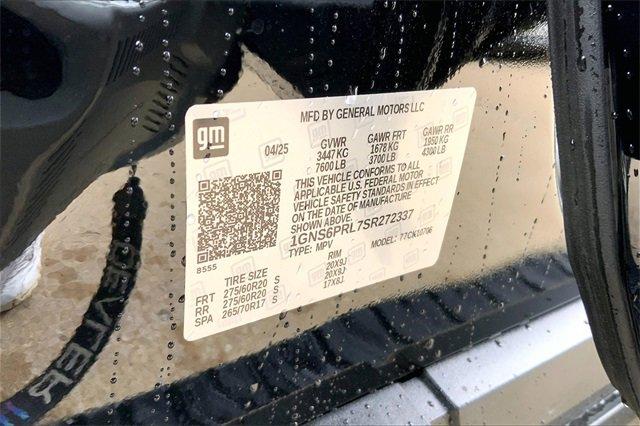 gm
MFD BY GENERAL MOTORS LLC
04/25
GVWR GAWR FRT GAWR RR
3447 KG 1678 KG 1950 KG
7600 LB 3700 LB 4300 LB
THIS VEHICLE CONFORMS TO ALL
APPLICABLE U.S. FEDERAL MOTOR
VEHICLE SAFETY STANDARDS IN EFFECT
ON THE DATE OF MANUFACTURE
SHOWN ABOVE.
1GNS6PRL7SR272337
TYPE: MPV MODEL: 77CK10706
8555
TIRE SIZE RIM
FRT 275/60R20 S 20X9J
RR 275/60R20 S 20X9J
SPA 265/70R17 S 17X8J